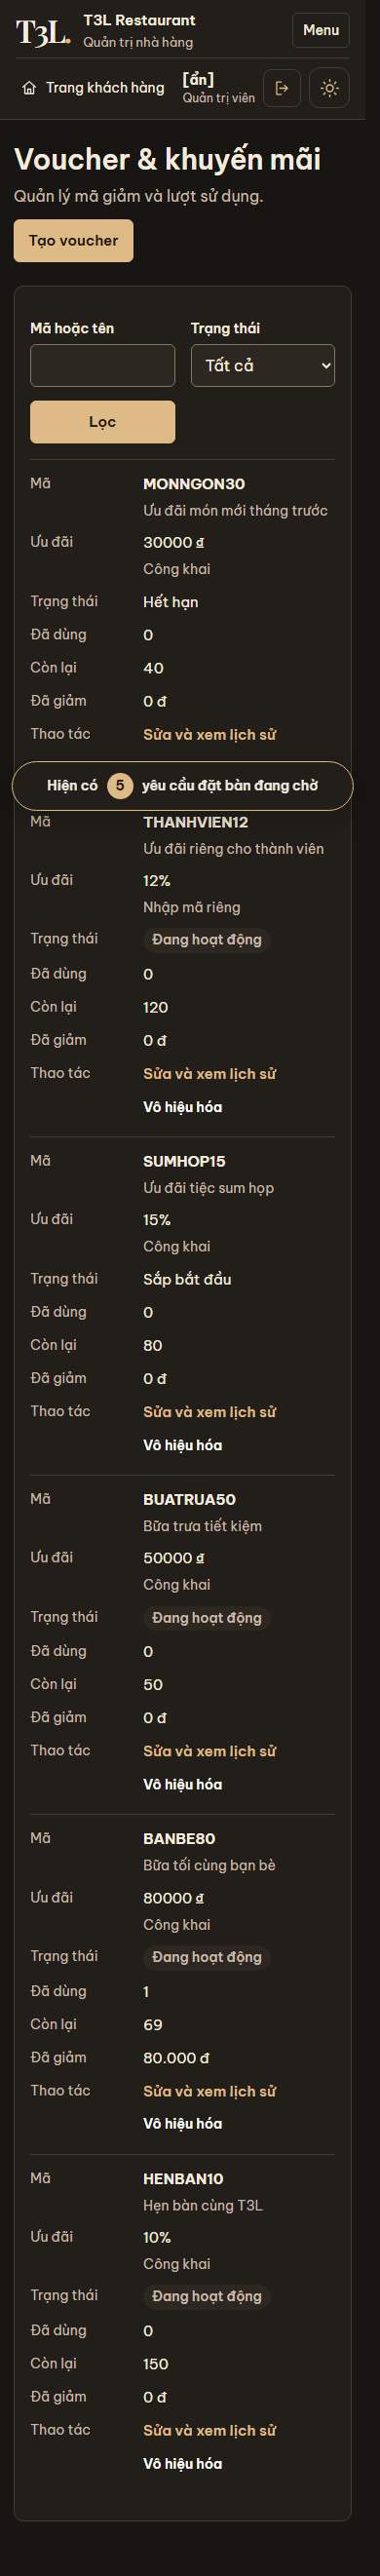 T3L.
T3L Restaurant
Quản trị nhà hàng
Menu
Trang khách hàng
[ẩn]
Quản trị viên
Voucher & khuyến mãi
Quản lý mã giảm và lượt sử dụng.
Tạo voucher
Mã hoặc tên
Trạng thái
Tất cả
Lọc
Mã
MONNGON30
Ưu đãi món mới tháng trước
Ưu đãi
30000 ₫
Công khai
Trạng thái
Hết hạn
Đã dùng
0
Còn lại
40
Đã giảm
0 đ
Thao tác
Sửa và xem lịch sử
Hiện có 5 yêu cầu đặt bàn đang chờ
Mã
THANHVIEN12
Ưu đãi riêng cho thành viên
Ưu đãi
12%
Nhập mã riêng
Trạng thái
Đang hoạt động
Đã dùng
0
Còn lại
120
Đã giảm
0 đ
Thao tác
Sửa và xem lịch sử
Vô hiệu hóa
Mã
SUMHOP15
Ưu đãi tiệc sum họp
Ưu đãi
15%
Công khai
Trạng thái
Sắp bắt đầu
Đã dùng
0
Còn lại
80
Đã giảm
0 đ
Thao tác
Sửa và xem lịch sử
Vô hiệu hóa
Mã
BUATRUA50
Bữa trưa tiết kiệm
Ưu đãi
50000 ₫
Công khai
Trạng thái
Đang hoạt động
Đã dùng
0
Còn lại
50
Đã giảm
0 đ
Thao tác
Sửa và xem lịch sử
Vô hiệu hóa
Mã
BANBE80
Bữa tối cùng bạn bè
Ưu đãi
80000 ₫
Công khai
Trạng thái
Đang hoạt động
Đã dùng
1
Còn lại
69
Đã giảm
80.000 đ
Thao tác
Sửa và xem lịch sử
Vô hiệu hóa
Mã
HENBAN10
Hẹn bàn cùng T3L
Ưu đãi
10%
Công khai
Trạng thái
Đang hoạt động
Đã dùng
0
Còn lại
150
Đã giảm
0 đ
Thao tác
Sửa và xem lịch sử
Vô hiệu hóa